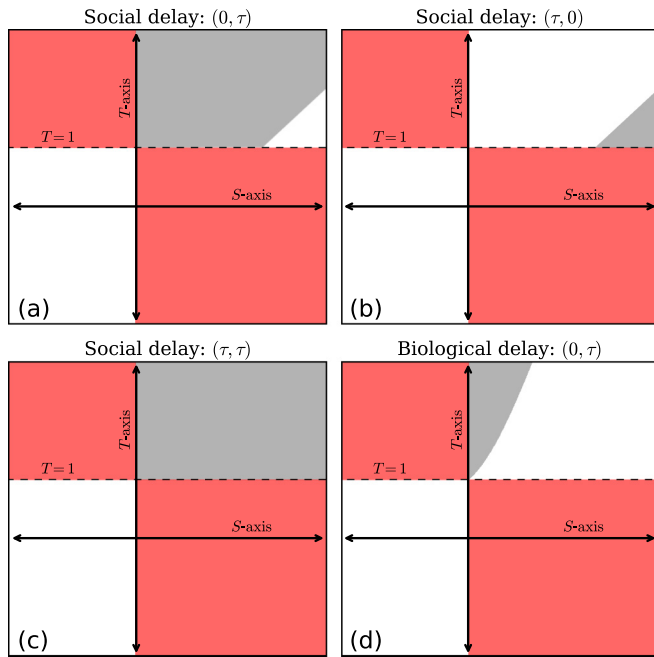 Social delay: (0, τ)
T-axis
T = 1
S-axis
(a)
Social delay: (τ, 0)
T-axis
T = 1
S-axis
(b)
Social delay: (τ, τ)
T-axis
T = 1
S-axis
(c)
Biological delay: (0, τ)
T-axis
T = 1
S-axis
(d)